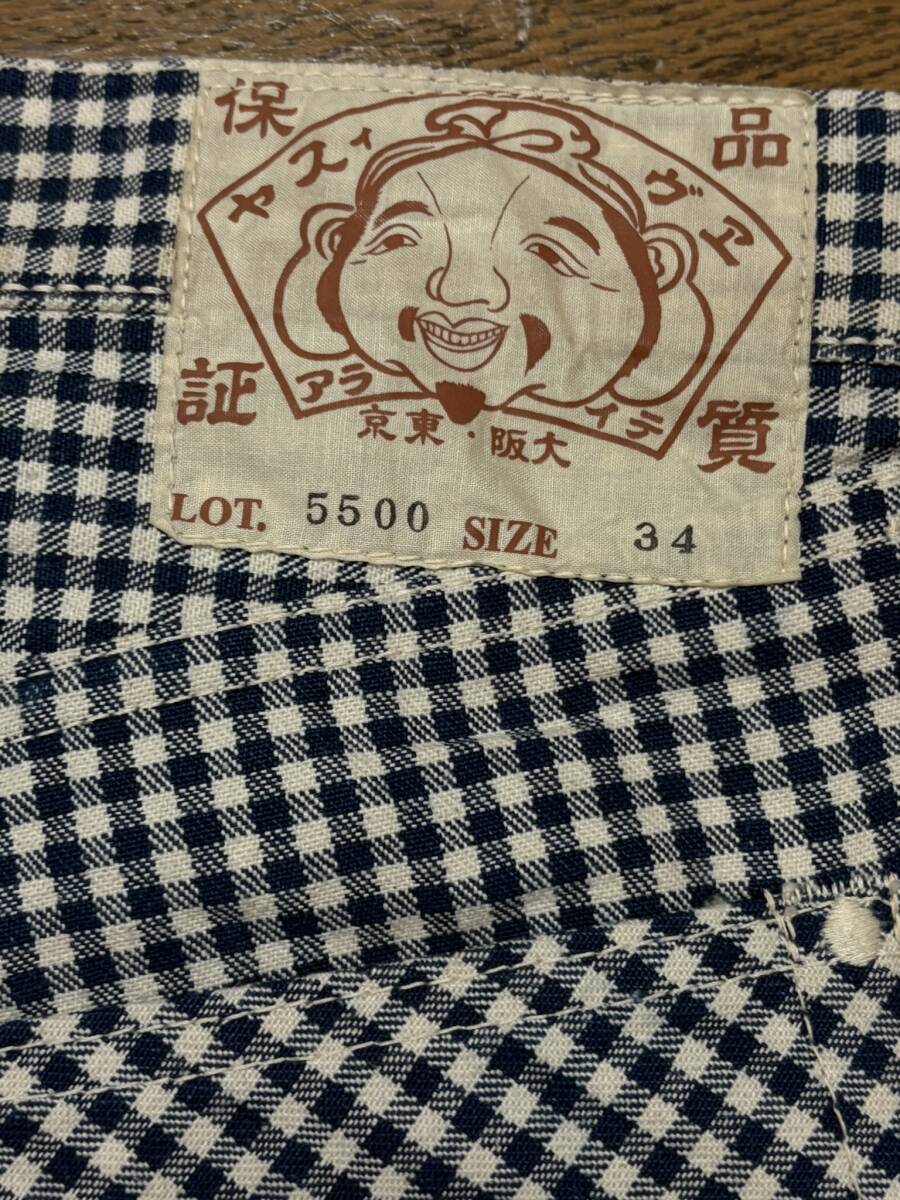 品質
保証
エヴィスヤ
テイラア
大阪・東京
LOT. 5500 SIZE 34